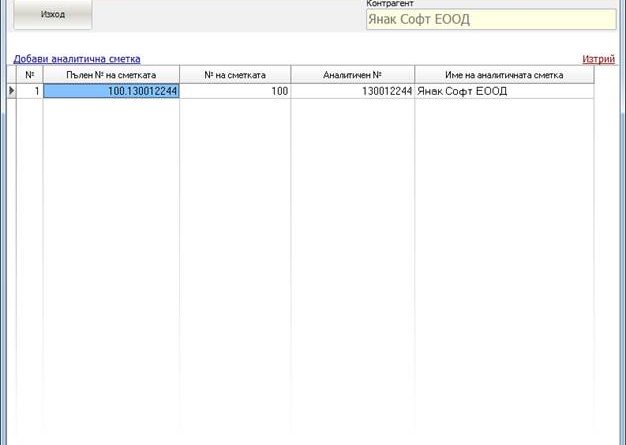 Изход
Контрагент
Янак Софт ЕООД
Добави аналитична сметка
Изтрий
№ Пълен № на сметката № на сметката Аналитичен № Име на аналитичната сметка
1 100.130012244 100 130012244 Янак Софт ЕООД